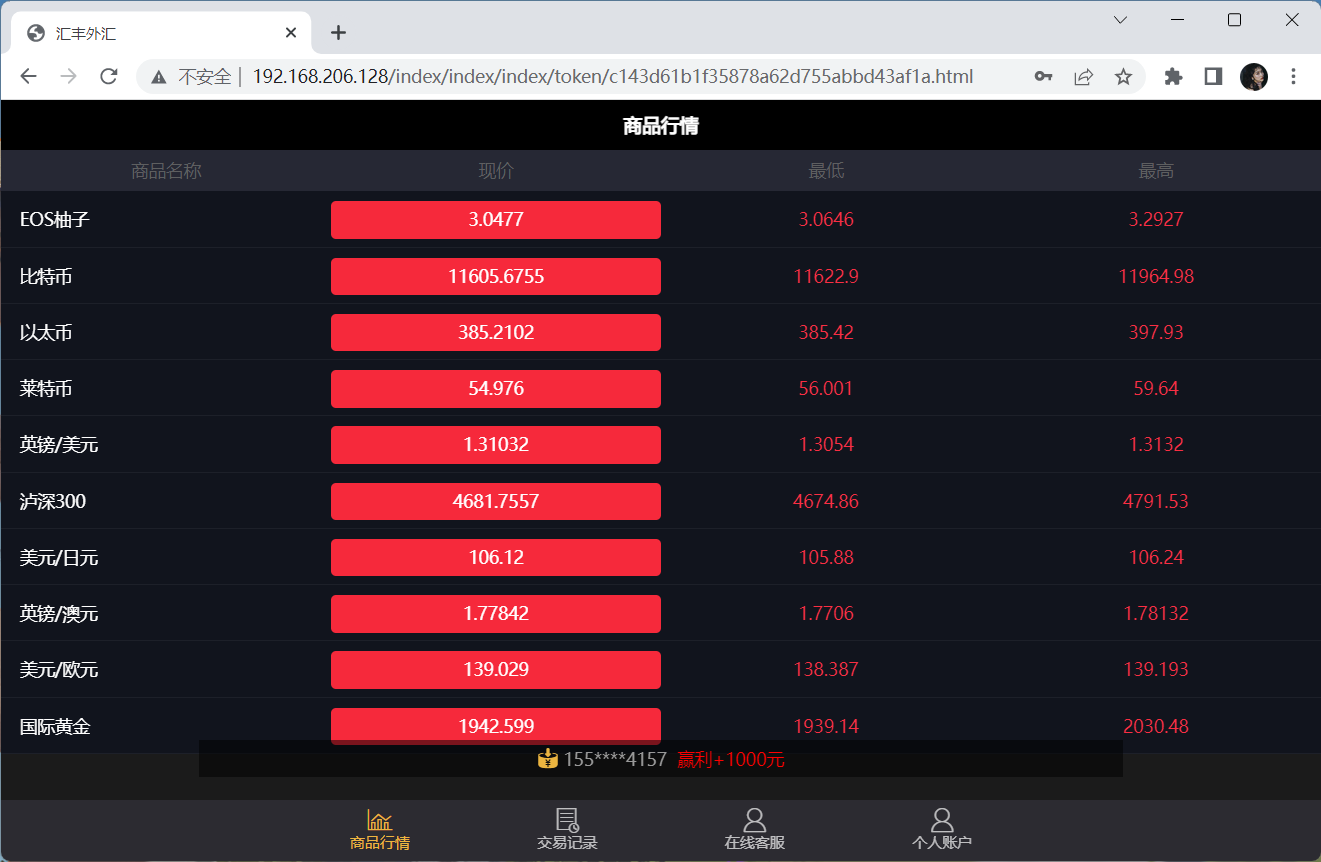 汇丰外汇
不安全 192.168.206.128/index/index/index/token/c143d61b1f35878a62d755abbd43af1a.html
商品行情
商品名称 现价 最低 最高
EOS柚子 3.0477 3.0646 3.2927
比特币 11605.6755 11622.9 11964.98
以太币 385.2102 385.42 397.93
莱特币 54.976 56.001 59.64
英镑/美元 1.31032 1.3054 1.3132
泸深300 4681.7557 4674.86 4791.53
美元/日元 106.12 105.88 106.24
英镑/澳元 1.77842 1.7706 1.78132
美元/欧元 139.029 138.387 139.193
国际黄金 1942.599 1939.14 2030.48
155****4157 赢利+1000元
商品行情 交易记录 在线客服 个人账户